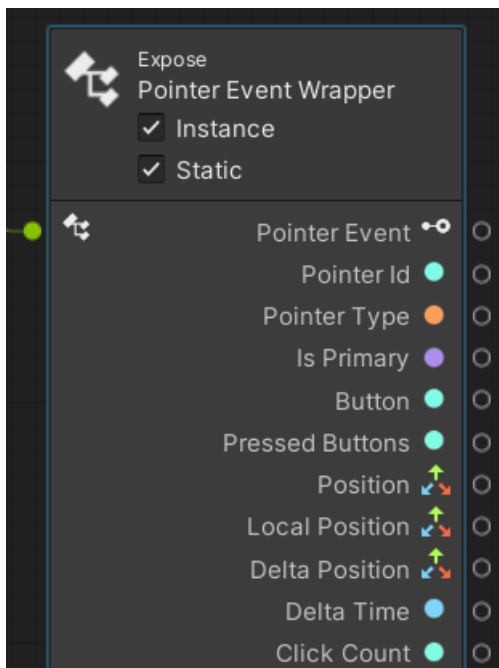 Expose
Pointer Event Wrapper
Instance
Static
Pointer Event
Pointer Id
Pointer Type
Is Primary
Button
Pressed Buttons
Position
Local Position
Delta Position
Delta Time
Click Count